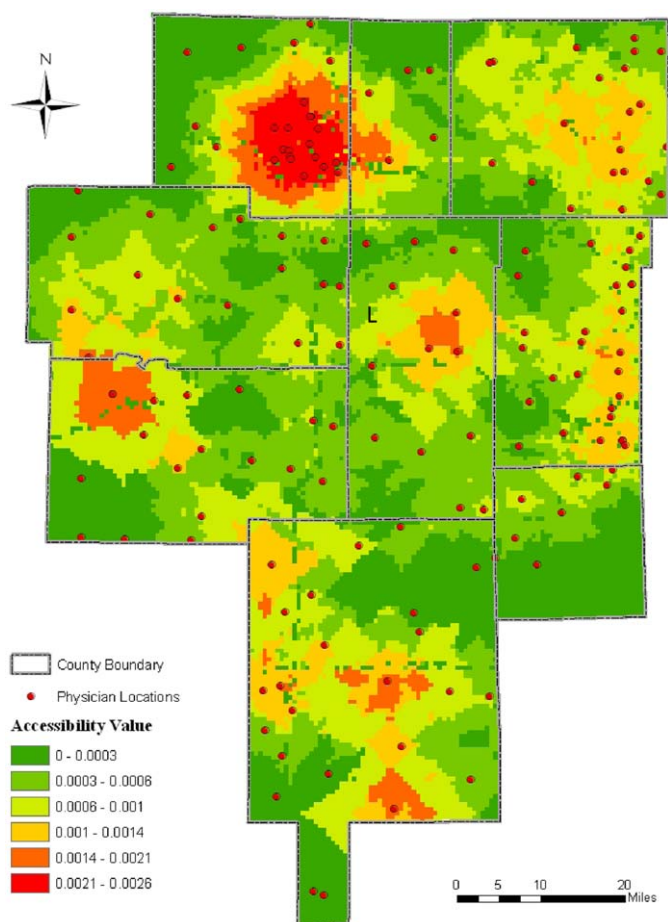 N
L
County Boundary
Physician Locations
Accessibility Value
0 - 0.0003
0.0003 - 0.0006
0.0006 - 0.001
0.001 - 0.0014
0.0014 - 0.0021
0.0021 - 0.0026
0 5 10 20
Miles